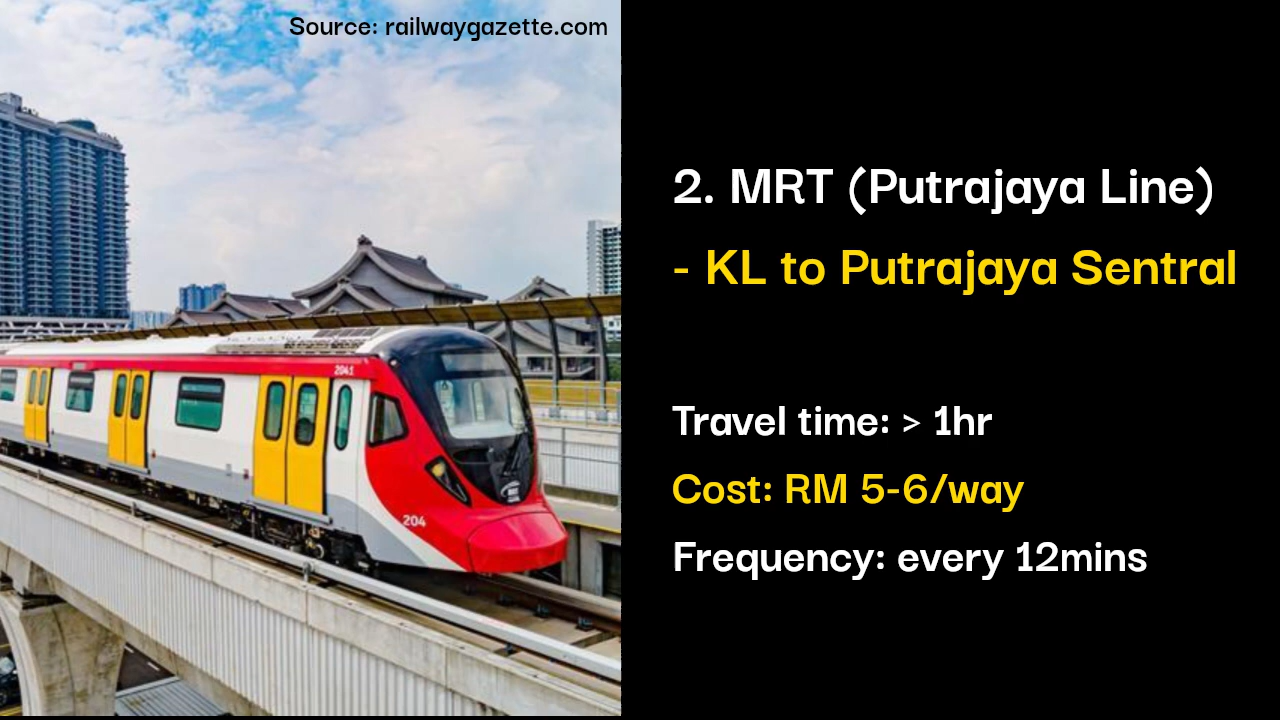 Source: railwaygazette.com
2. MRT (Putrajaya Line)
- KL to Putrajaya Sentral
Travel time: > 1hr
Cost: RM 5-6/way
Frequency: every 12mins
2041
204